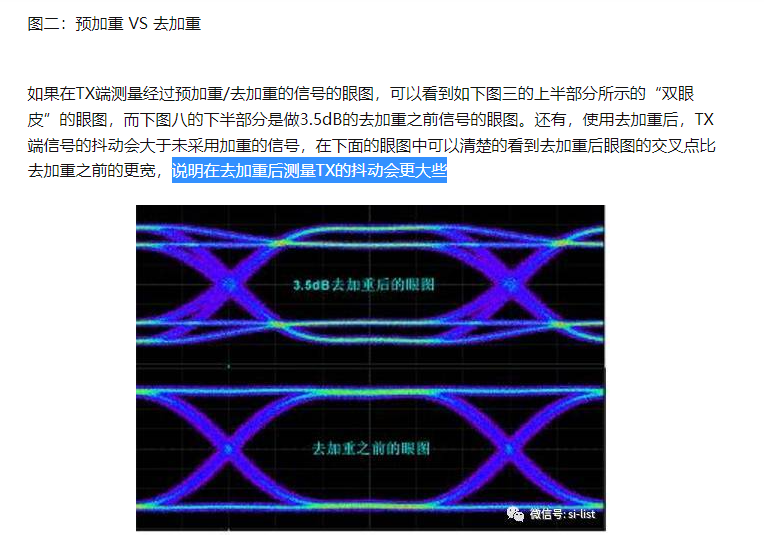 图二：预加重 VS 去加重
如果在TX端测量经过预加重/去加重的信号的眼图，可以看到如下图三的上半部分所示的“双眼
皮”的眼图，而下图八的下半部分是做3.5dB的去加重之前信号的眼图。还有，使用去加重后，TX
端信号的抖动会大于未采用加重的信号，在下面的眼图中可以清楚的看到去加重后眼图的交叉点比
去加重之前的更宽，说明在去加重后测量TX的抖动会更大些
3.5dB去加重后的眼图
去加重之前的眼图
微信号: si-list